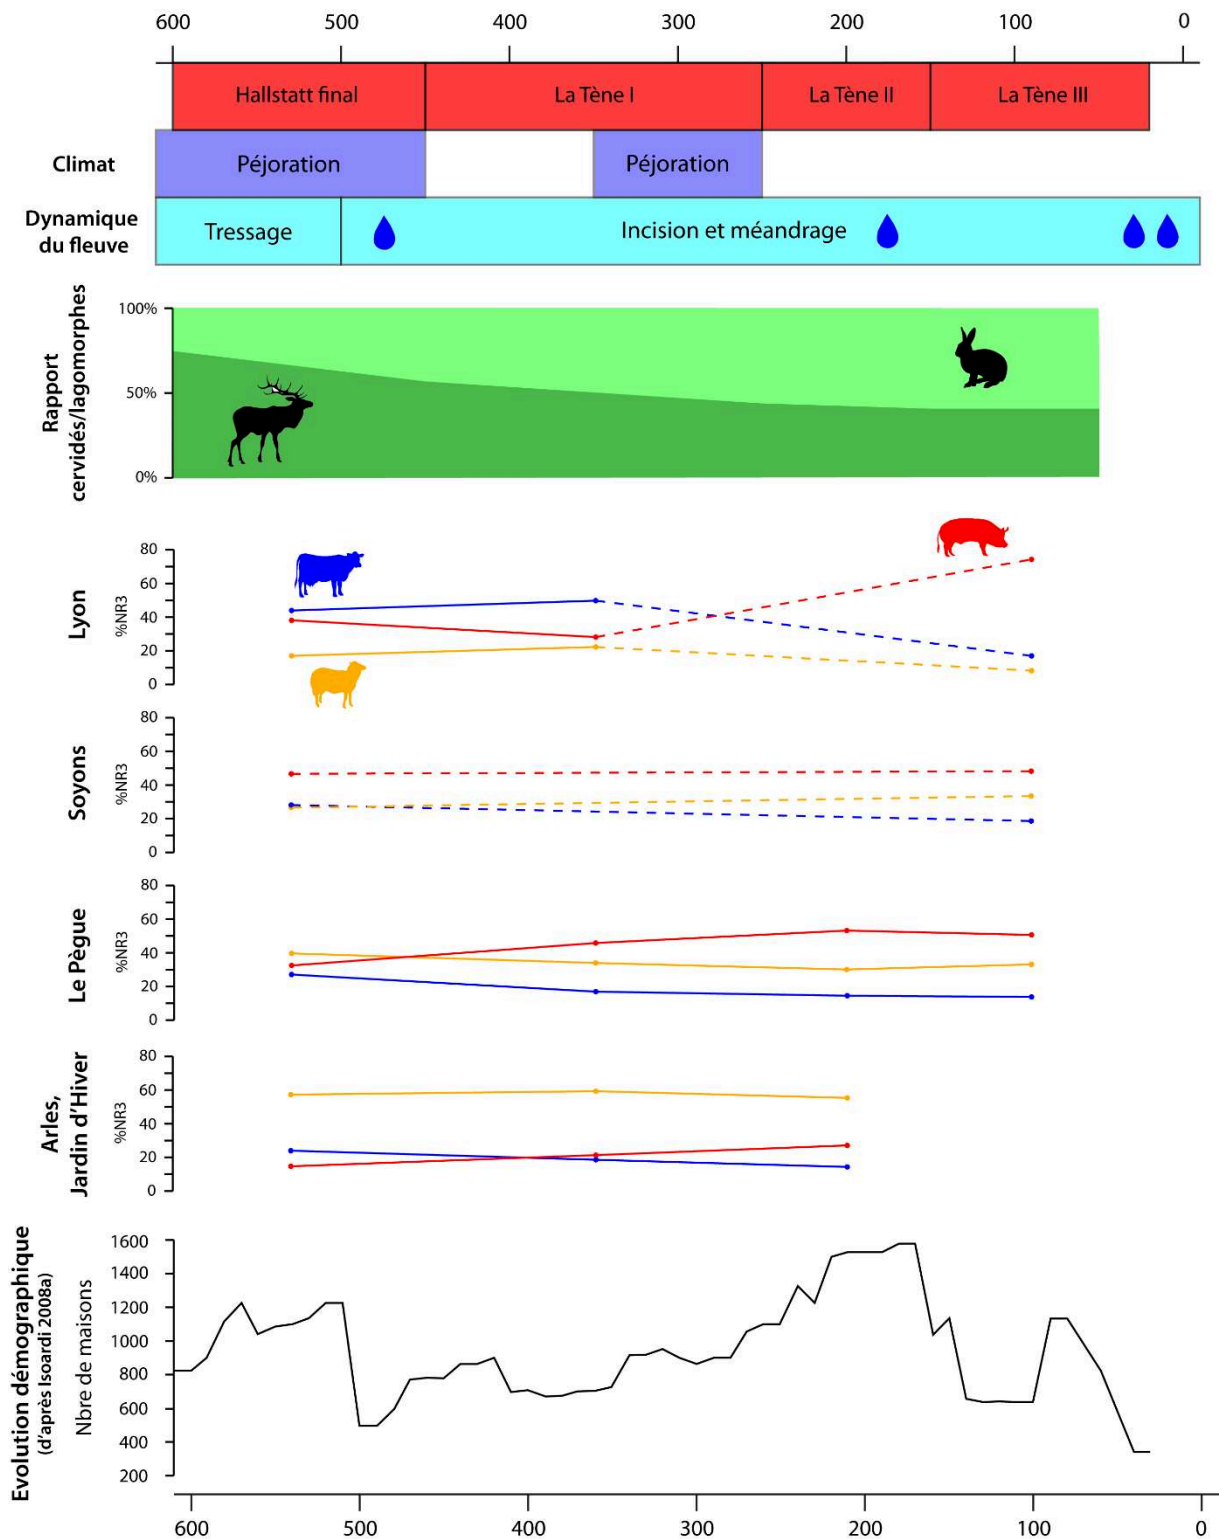 600 500 400 300 200 100 0
Hallstatt final La Tène I La Tène II La Tène III
Climat Péjoration Péjoration
Dynamique
du fleuve
Tressage Incision et méandrage
Rapport
cervidés/lagomorphes
100%
50%
0%
Lyon
%NR3
80
60
40
20
0
Soyons
%NR3
80
60
40
20
0
Le Pègue
%NR3
80
60
40
20
0
Arles,
Jardin d'Hiver
%NR3
80
60
40
20
0
Evolution démographique
(d'après Isoardi 2008a)
Nbre de maisons
1600
1400
1200
1000
800
600
400
200
600 500 400 300 200 100 0